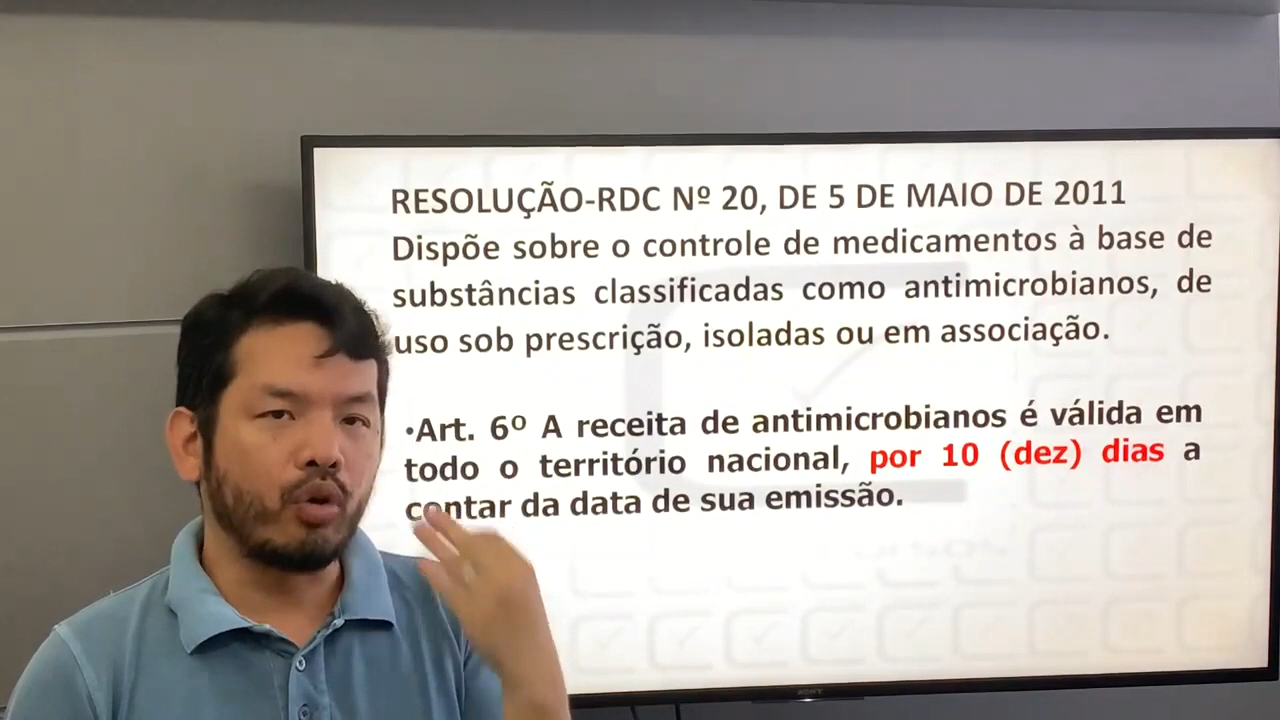 RESOLUÇÃO-RDC Nº 20, DE 5 DE MAIO DE 2011
Dispõe sobre o controle de medicamentos à base de
substâncias classificadas como antimicrobianos, de
uso sob prescrição, isoladas ou em associação.
•Art. 6º A receita de antimicrobianos é válida em
todo o território nacional, por 10 (dez) dias a
contar da data de sua emissão.
SONY